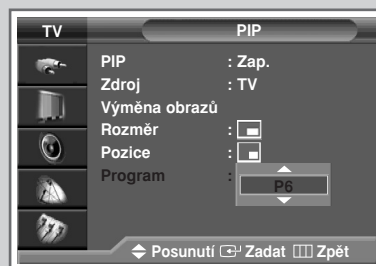 TV PIP
PIP : Zap.
Zdroj : TV
Výměna obrazů
Rozměr :
Pozice :
Program : P6
Posunutí Zadat Zpět